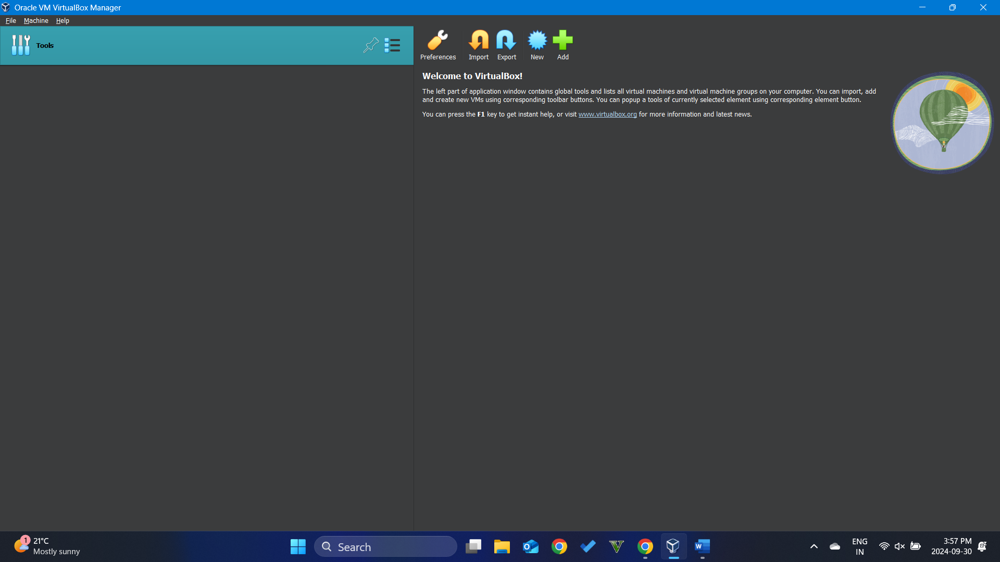 Oracle VM VirtualBox Manager
File Machine Help
Tools
Preferences Import Export New Add
Welcome to VirtualBox!
The left part of application window contains global tools and lists all virtual machines and virtual machine groups on your computer. You can import, add
and create new VMs using corresponding toolbar buttons. You can popup a tools of currently selected element using corresponding element button.
You can press the F1 key to get instant help, or visit www.virtualbox.org for more information and latest news.
1
21°C
Mostly sunny
Search
ENG
IN
3:57 PM
2024-09-30